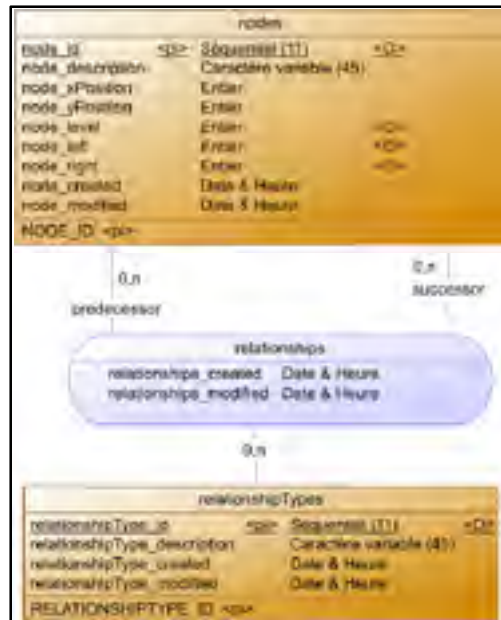 nodes
node_id <pi> Séquentiel (11) <O>
node_description Caractère variable (45)
node_xPosition Entier
node_yPosition Entier
node_level Entier <O>
node_left Entier <O>
node_right Entier <O>
node_created Date & Heure
node_modified Date & Heure
NODE_ID <pi>
0,n
0,n
successor
predecessor
relationships
relationships_created Date & Heure
relationships_modified Date & Heure
0,n
relationshipTypes
relationshipType_id <pi> Séquentiel (11) <O>
relationshipType_description Caractère variable (45)
relationshipType_created Date & Heure
relationshipType_modified Date & Heure
RELATIONSHIPTYPE_ID <pi>